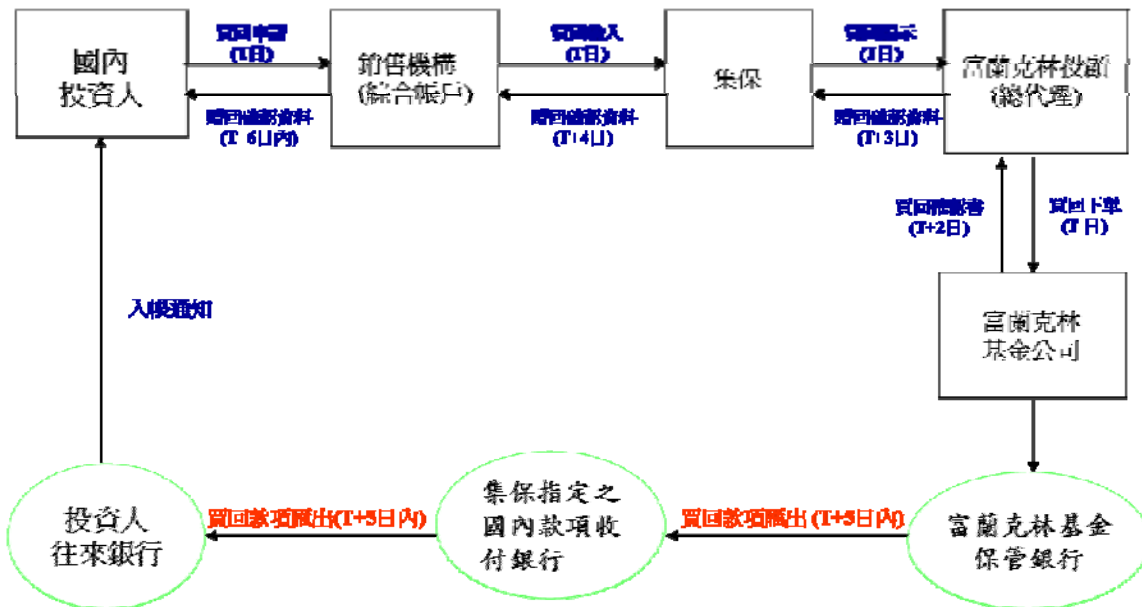 國內
投資人
買回申請
(T日)
贖回確認資料
(T+6日內)
銷售機構
(綜合帳戶)
買回輸入
(T日)
贖回確認資料
(T+4日)
集保
買回顯示
(T日)
贖回確認資料
(T+3日)
富蘭克林投顧
(總代理)
買回確認書
(T+2日)
買回下單
(T日)
富蘭克林
基金公司
入帳通知
投資人
往來銀行
買回款項匯出(T+5日內)
集保指定之
國內款項收
付銀行
買回款項匯出 (T+5日內)
富蘭克林基金
保管銀行